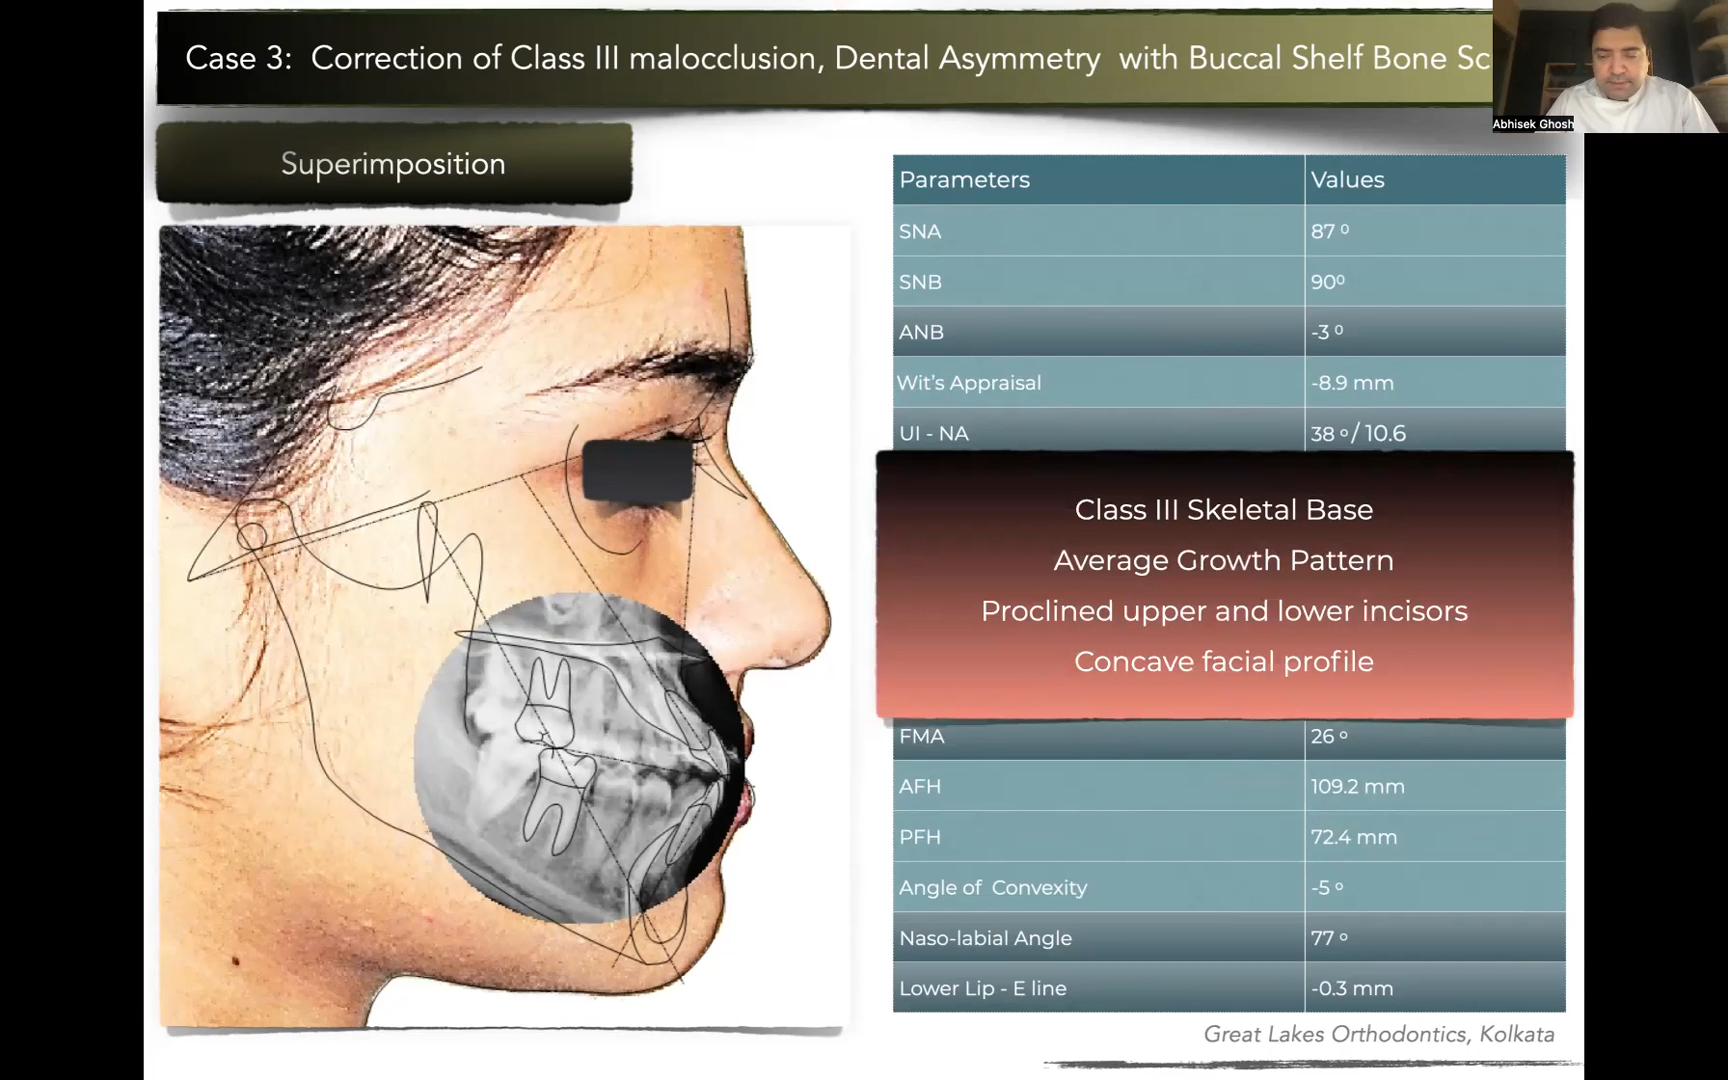 Case 3: Correction of Class III malocclusion, Dental Asymmetry with Buccal Shelf Bone
Abhisek Ghosh
Superimposition
Parameters Values
SNA 87 º
SNB 90º
ANB -3 º
Wit's Appraisal -8.9 mm
UI - NA 38 º/ 10.6
Class III Skeletal Base
Average Growth Pattern
Proclined upper and lower incisors
Concave facial profile
FMA 26 º
AFH 109.2 mm
PFH 72.4 mm
Angle of Convexity -5 º
Naso-labial Angle 77 º
Lower Lip - E line -0.3 mm
Great Lakes Orthodontics, Kolkata